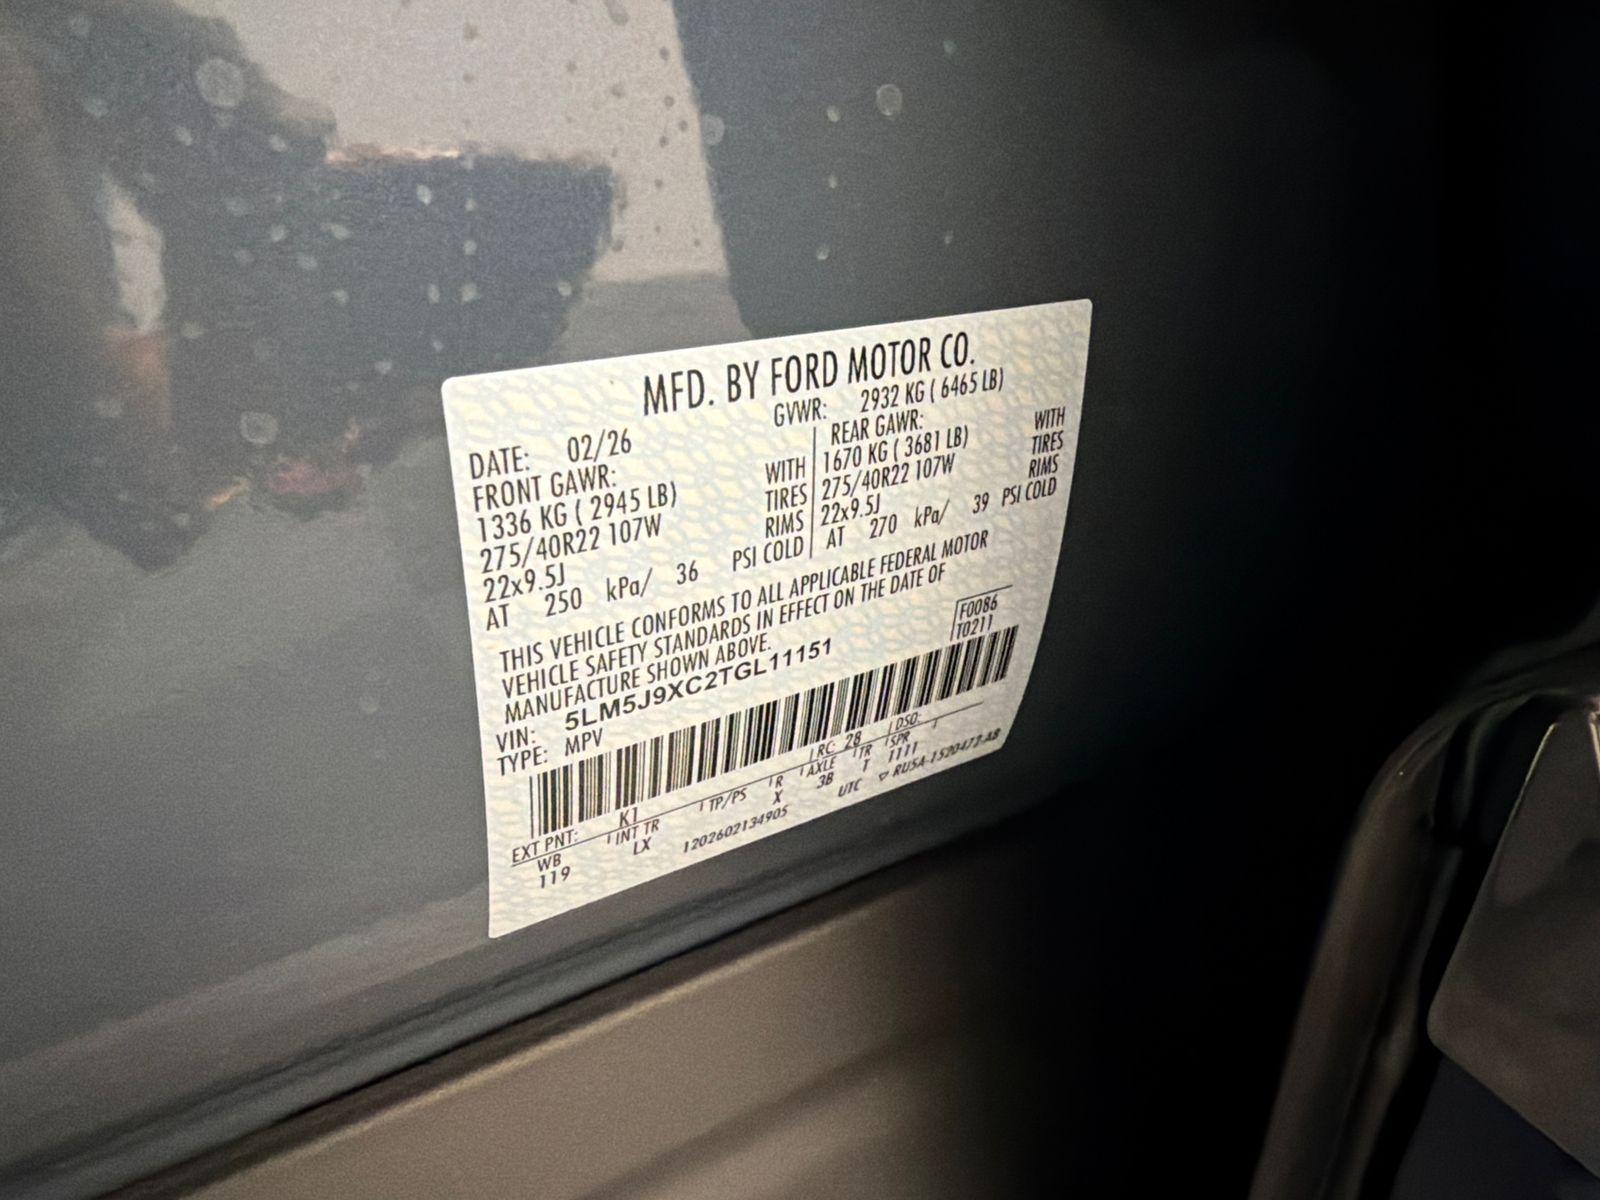 MFD. BY FORD MOTOR CO.
DATE: 02/26 GVWR: 2932 KG ( 6465 LB)
FRONT GAWR: REAR GAWR:
1336 KG ( 2945 LB) WITH 1670 KG ( 3681 LB) WITH
275/40R22 107W TIRES 275/40R22 107W TIRES
22x9.5J RIMS 22x9.5J RIMS
AT 250 kPa/ 36 PSI COLD AT 270 kPa/ 39 PSI COLD
THIS VEHICLE CONFORMS TO ALL APPLICABLE FEDERAL MOTOR
VEHICLE SAFETY STANDARDS IN EFFECT ON THE DATE OF
MANUFACTURE SHOWN ABOVE.
F0086
T0211
VIN: 5LM5J9XC2TGL11151
TYPE: MPV
EXT PNT: K1 RC: 28 DSO:
WB INT TR TP/PS R AXLE TR SPR
119 LX X 3B T 1111
1202602134905 UTC ▽ RU5A-1520472-AB